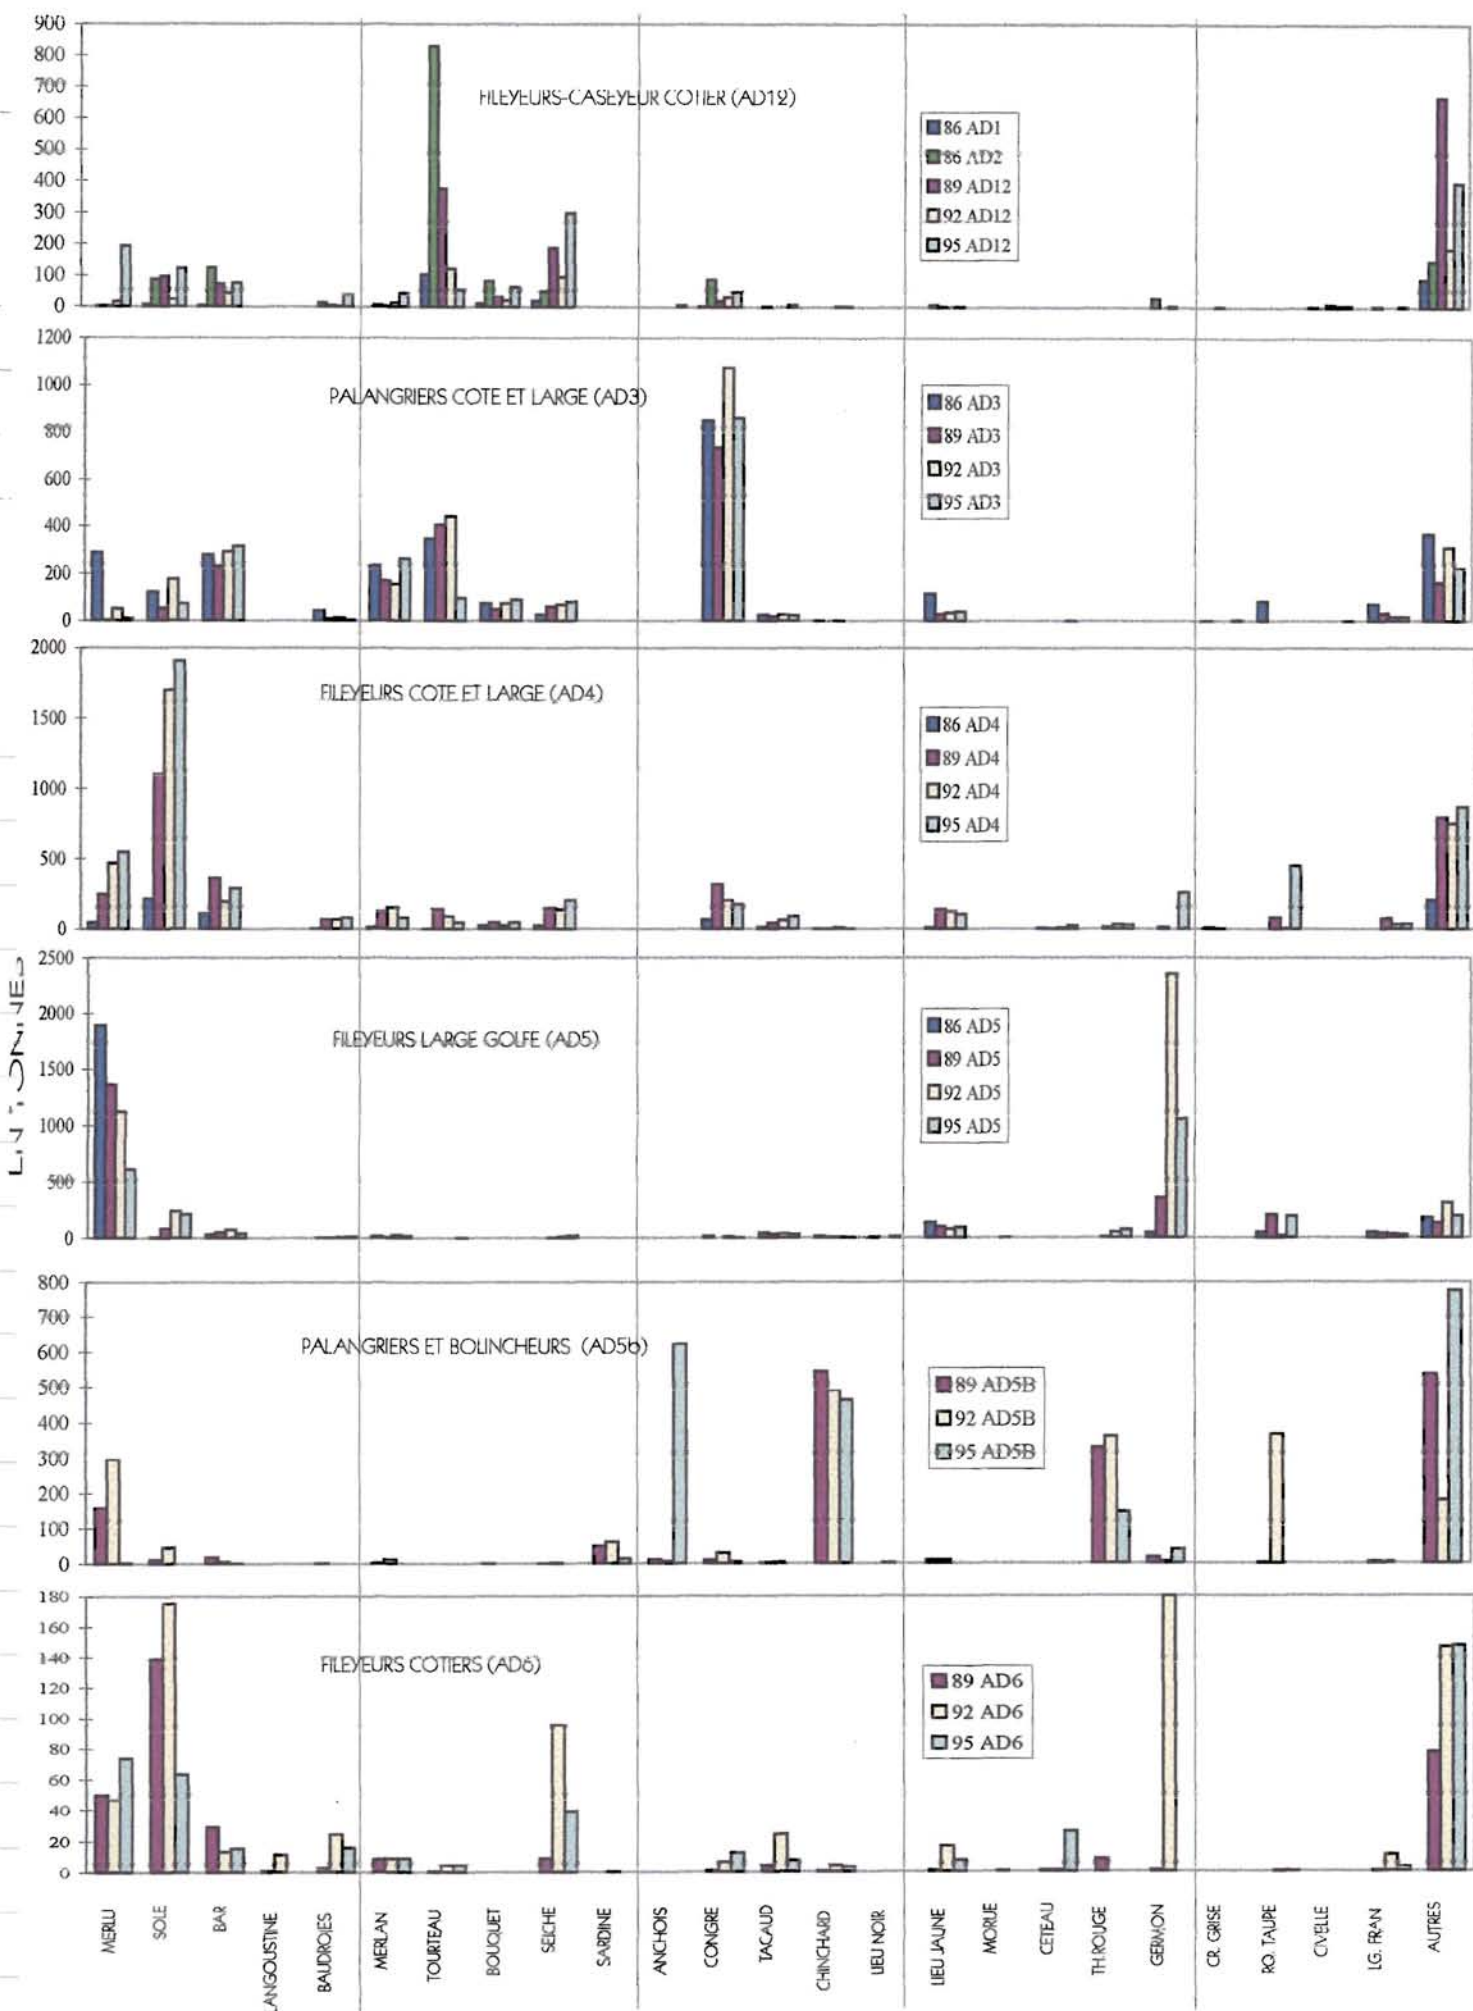 900
800
700
600
500
400
300
200
100
0
FILEYEURS-CASEYEUR COTIER (AD12)
86 AD1
86 AD2
89 AD12
92 AD12
95 AD12
1200
1000
800
600
400
200
0
PALANGRIERS COTE ET LARGE (AD3)
86 AD3
89 AD3
92 AD3
95 AD3
2000
1500
1000
500
0
FILEYEURS COTE ET LARGE (AD4)
86 AD4
89 AD4
92 AD4
95 AD4
2500
2000
1500
1000
500
0
FILEYEURS LARGE GOLFE (AD5)
86 AD5
89 AD5
92 AD5
95 AD5
800
700
600
500
400
300
200
100
0
PALANGRIERS ET BOLINCHEURS (AD5b)
89 AD5B
92 AD5B
95 AD5B
180
160
140
120
100
80
60
40
20
0
FILEYEURS COTIERS (AD6)
89 AD6
92 AD6
95 AD6
MERLU
SOLE
BAR
LANGOUSTINE
BAUDROIES
MERLAN
TOURTEAU
BOUQUET
SEICHE
SARDINE
ANCHOIS
CONGRE
TACAUD
CHINCHARD
LIEU NOIR
LIEU JAUNE
MORUE
CETEAU
TH.ROUGE
GERMON
CR. GRISE
RQ. TAUPE
CIVELLE
LG. FRAN
AUTRES